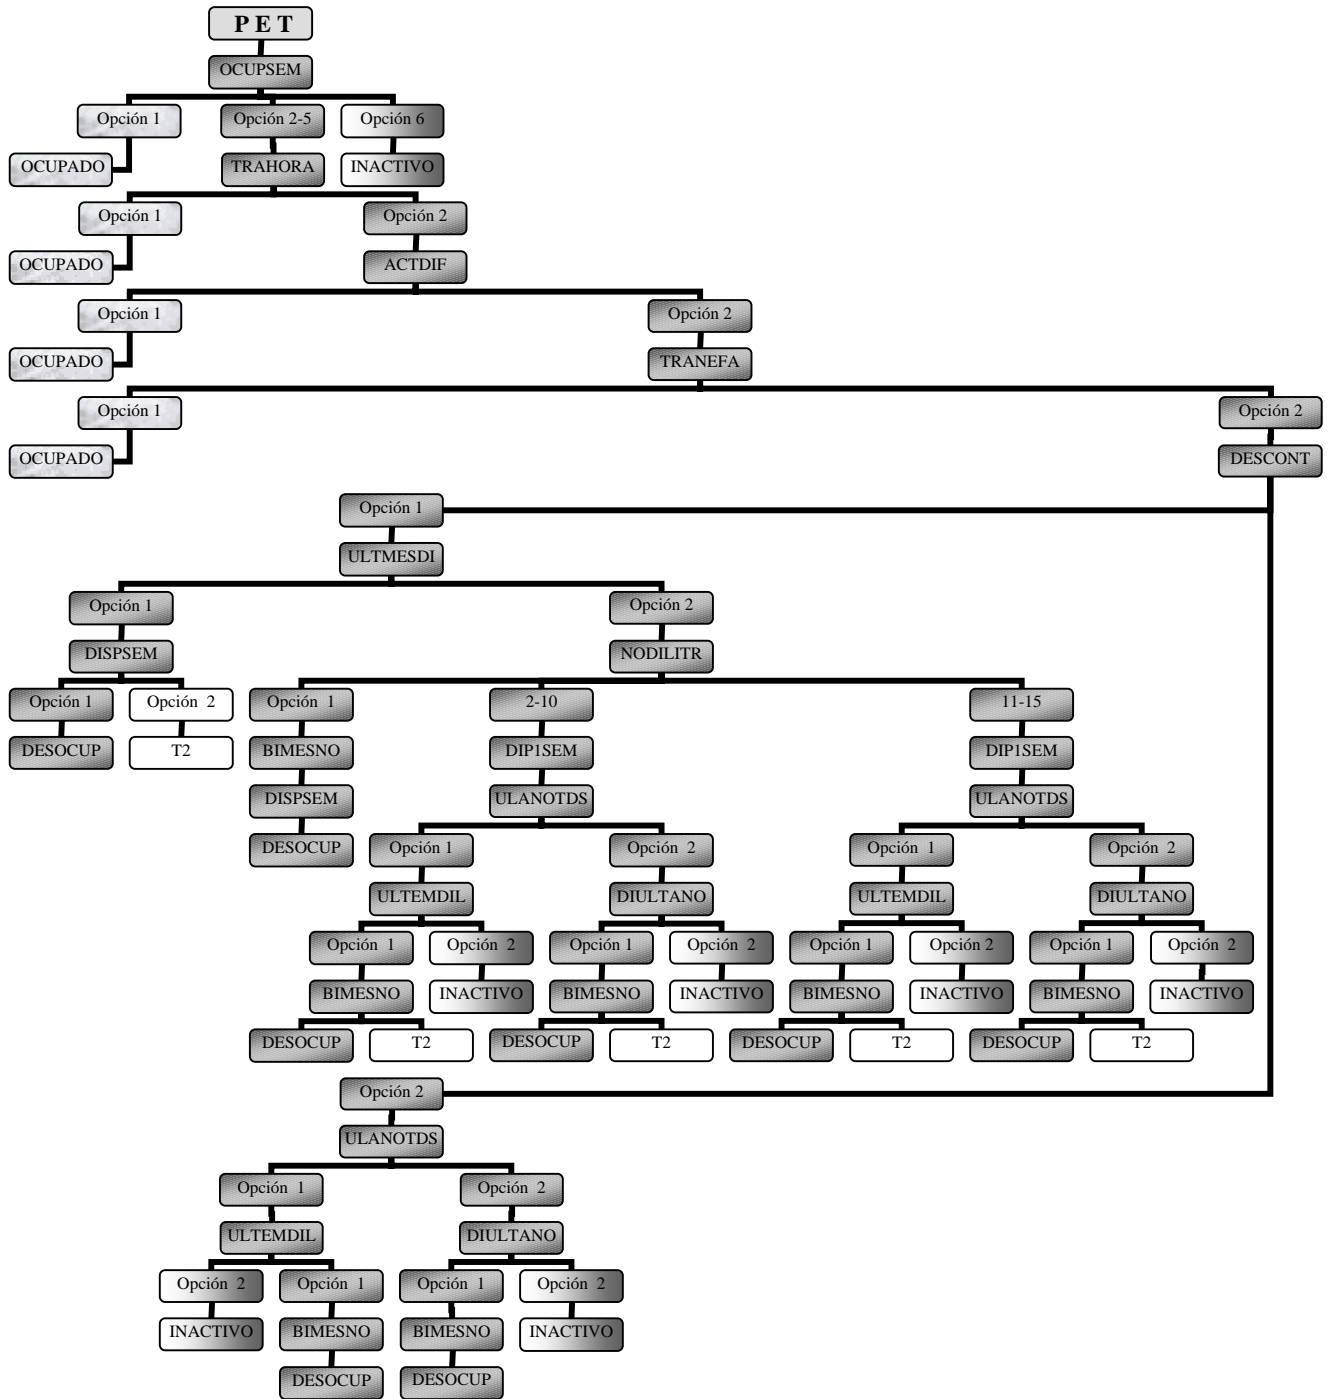 P E T
OCUPSEM
Opción 1
Opción 2-5
Opción 6
OCUPADO
TRAHORA
INACTIVO
Opción 1
Opción 2
OCUPADO
ACTDIF
Opción 1
Opción 2
OCUPADO
TRANEFA
Opción 1
Opción 2
OCUPADO
DESCONT
Opción 1
ULTMESDI
Opción 1
Opción 2
DISPSEM
NODILITR
Opción 1
Opción 2
Opción 1
2-10
11-15
DESOCUP
T2
BIMESNO
DIP1SEM
DIP1SEM
DISPSEM
ULANOTDS
ULANOTDS
DESOCUP
Opción 1
Opción 2
Opción 1
Opción 2
ULTEMDIL
DIULTANO
ULTEMDIL
DIULTANO
Opción 1
Opción 2
Opción 1
Opción 2
Opción 1
Opción 2
Opción 1
Opción 2
BIMESNO
INACTIVO
BIMESNO
INACTIVO
BIMESNO
INACTIVO
BIMESNO
INACTIVO
DESOCUP
T2
DESOCUP
T2
DESOCUP
T2
DESOCUP
T2
Opción 2
ULANOTDS
Opción 1
Opción 2
ULTEMDIL
DIULTANO
Opción 2
Opción 1
Opción 1
Opción 2
INACTIVO
BIMESNO
BIMESNO
INACTIVO
DESOCUP
DESOCUP